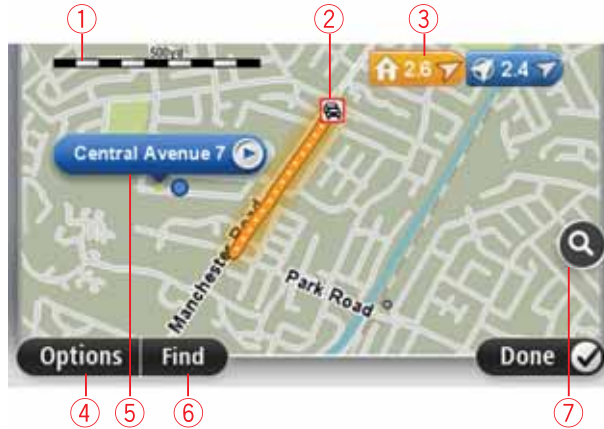 1 2 3
500yd
2.6 2.4
Central Avenue 7
Manchester Road
Park Road
Options Find Done
4 5 6 7